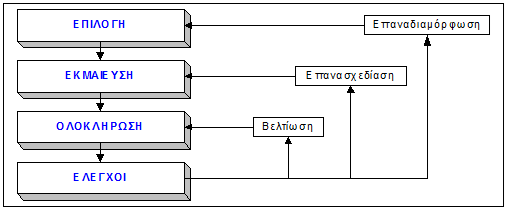 ΕΠΙΛΟΓΗ
Επαναδιαμόρφωση
ΕΚΜΑΙΕΥΣΗ
Επανασχεδίαση
ΟΛΟΚΛΗΡΩΣΗ
Βελτίωση
ΕΛΕΓΧΟΙ